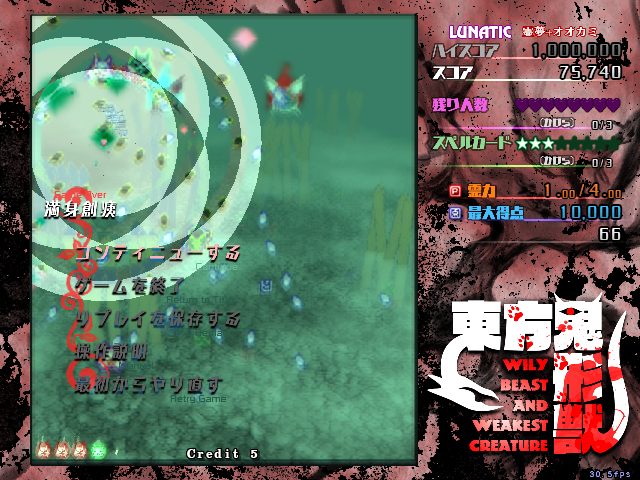 LUNATIC 霊夢+オオカミ
ハイスコア 1,000,000
スコア 75,740
残り人数
(かけら) 0/3
スペルカード ★★★★★★★★★
(かけら) 0/3
P 霊力 1.00/4.00
最大得点 10,000
66
満身創痍
コンティニューする
ゲームを終了
Return to Title
リプレイを保存する
操作説明
最初からやり直す
Retry Game
Credit 5
東方鬼形獣
WILY
BEAST
AND
WEAKEST
CREATURE
30.5fps